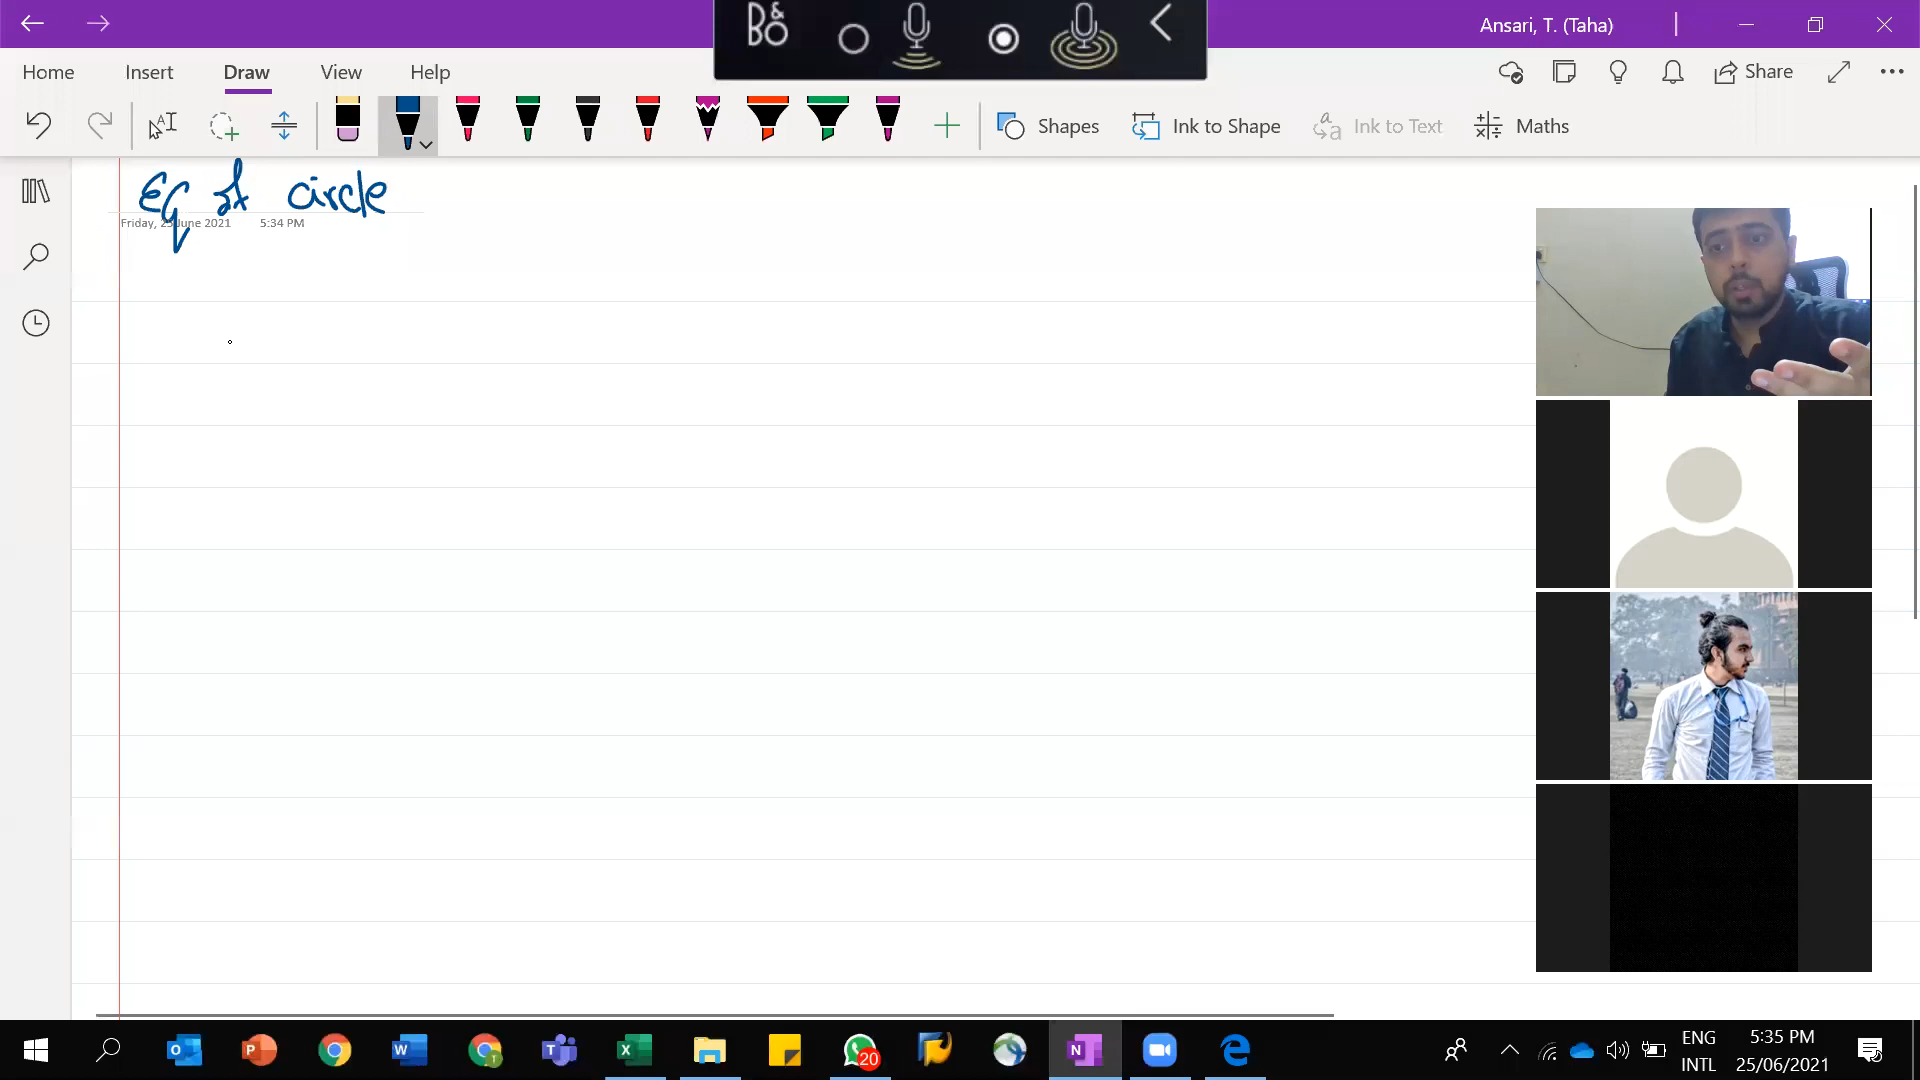 B&O
Ansari, T. (Taha)
Home Insert Draw View Help
Share
Shapes Ink to Shape Ink to Text Maths
Eq of circle
Friday, 25 June 2021 5:34 PM
ENG
INTL
5:35 PM
25/06/2021
20